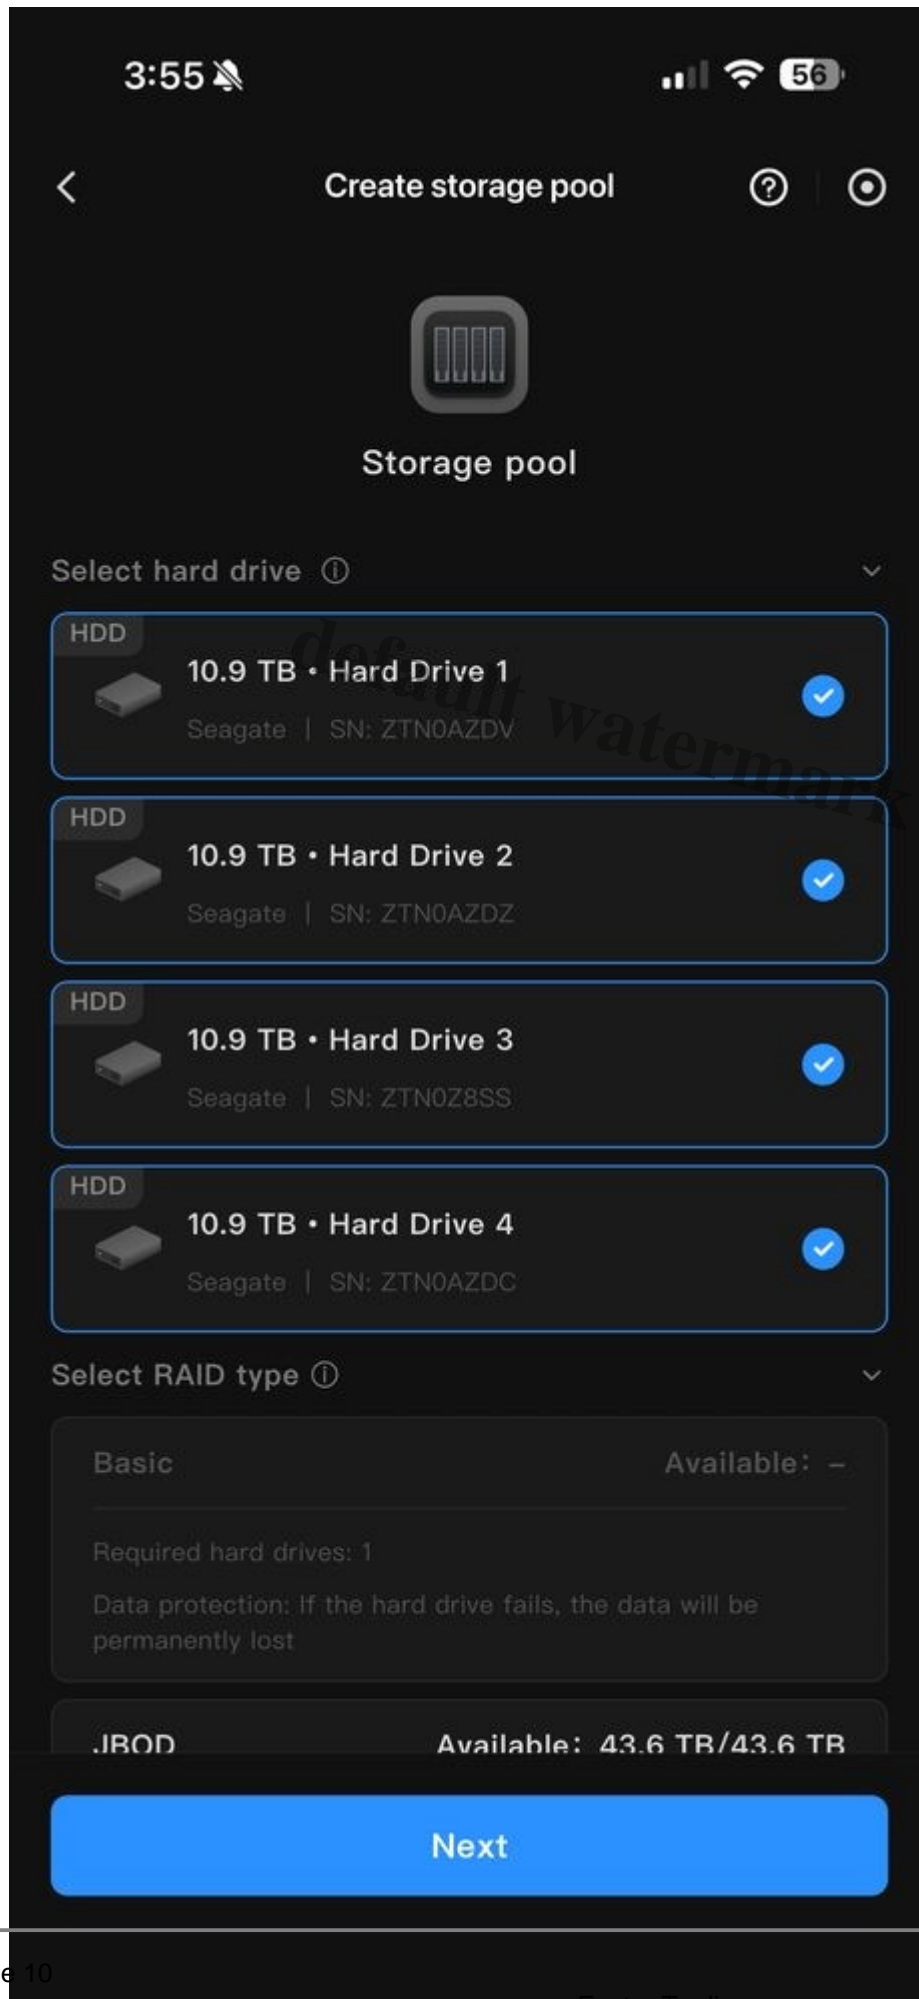 3:55
56
Create storage pool
Storage pool
Select hard drive
HDD
10.9 TB • Hard Drive 1
Seagate | SN: ZTN0AZDV
default watermark
HDD
10.9 TB • Hard Drive 2
Seagate | SN: ZTN0AZDZ
HDD
10.9 TB • Hard Drive 3
Seagate | SN: ZTN0Z8SS
HDD
10.9 TB • Hard Drive 4
Seagate | SN: ZTN0AZDC
Select RAID type
Basic Available: –
Required hard drives: 1
Data protection: If the hard drive fails, the data will be
permanently lost
JBOD Available: 43.6 TB/43.6 TB
Next
e 10